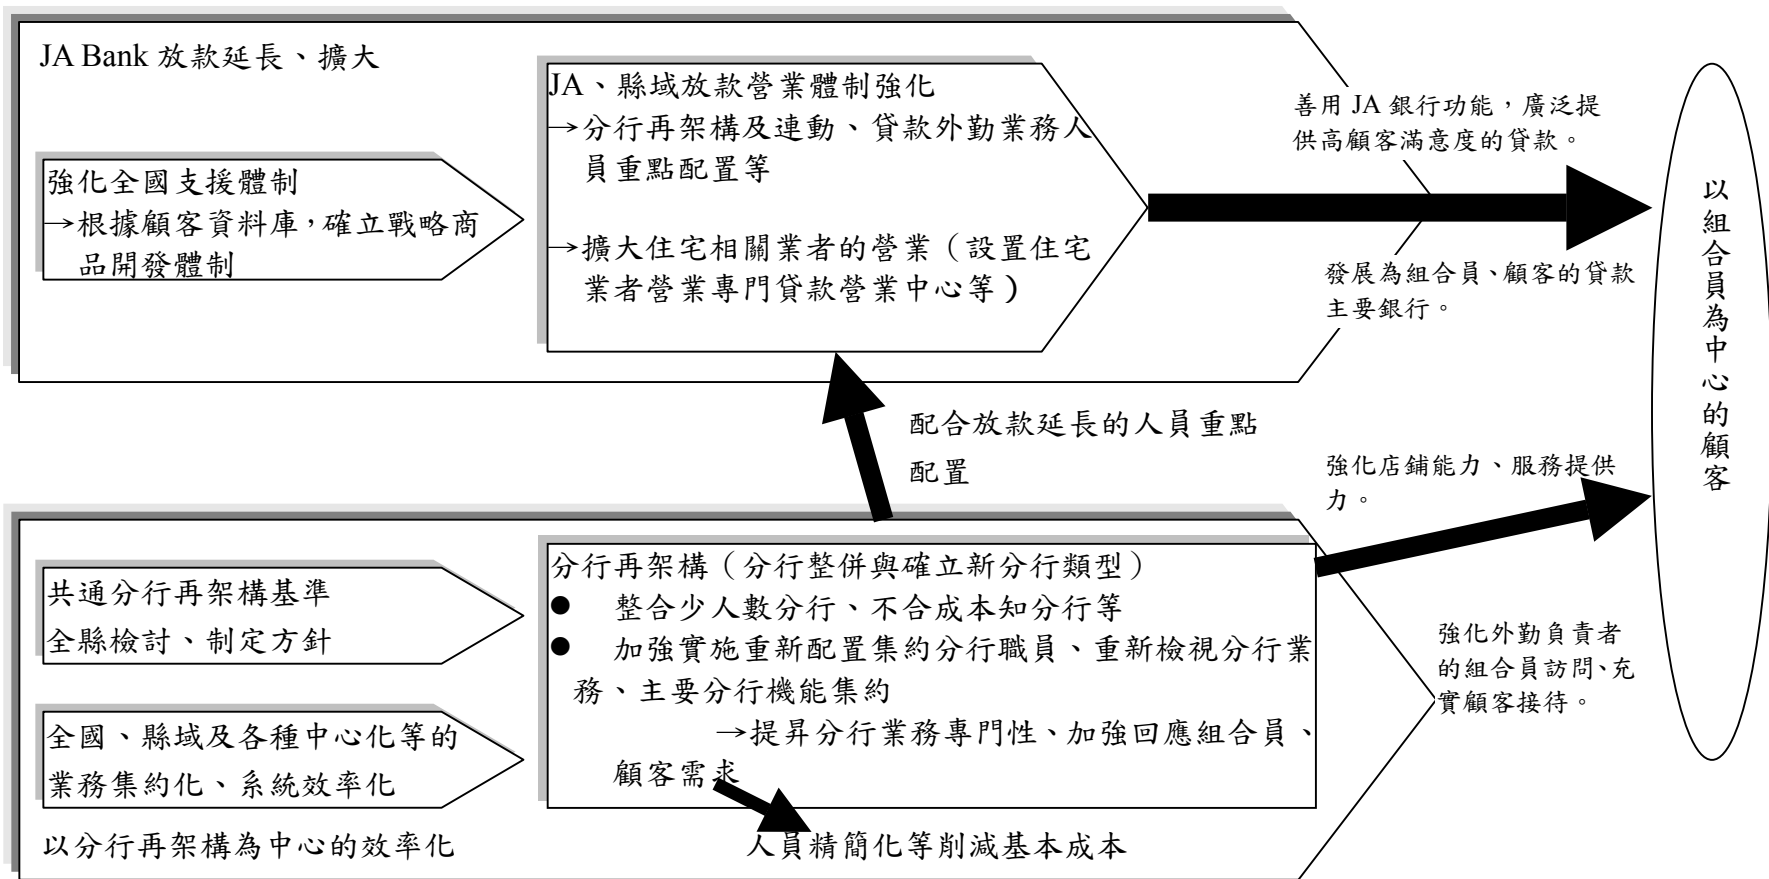 JA Bank 放款延長、擴大
強化全國支援體制
→根據顧客資料庫，確立戰略商
品開發體制
JA、縣域放款營業體制強化
→分行再架構及連動、貸款外勤業務人
員重點配置等
→擴大住宅相關業者的營業（設置住宅
業者營業專門貸款營業中心等）
善用 JA 銀行功能，廣泛提
供高顧客滿意度的貸款。
發展為組合員、顧客的貸款
主要銀行。
以組合員為中心的顧客
配合放款延長的人員重點
配置
強化店鋪能力、服務提供
力。
共通分行再架構基準
全縣檢討、制定方針
全國、縣域及各種中心化等的
業務集約化、系統效率化
以分行再架構為中心的效率化
分行再架構（分行整併與確立新分行類型）
● 整合少人數分行、不合成本知分行等
● 加強實施重新配置集約分行職員、重新檢視分行業
務、主要分行機能集約
→提昇分行業務專門性、加強回應組合員、
顧客需求
人員精簡化等削減基本成本
強化外勤負責者
的組合員訪問、充
實顧客接待。